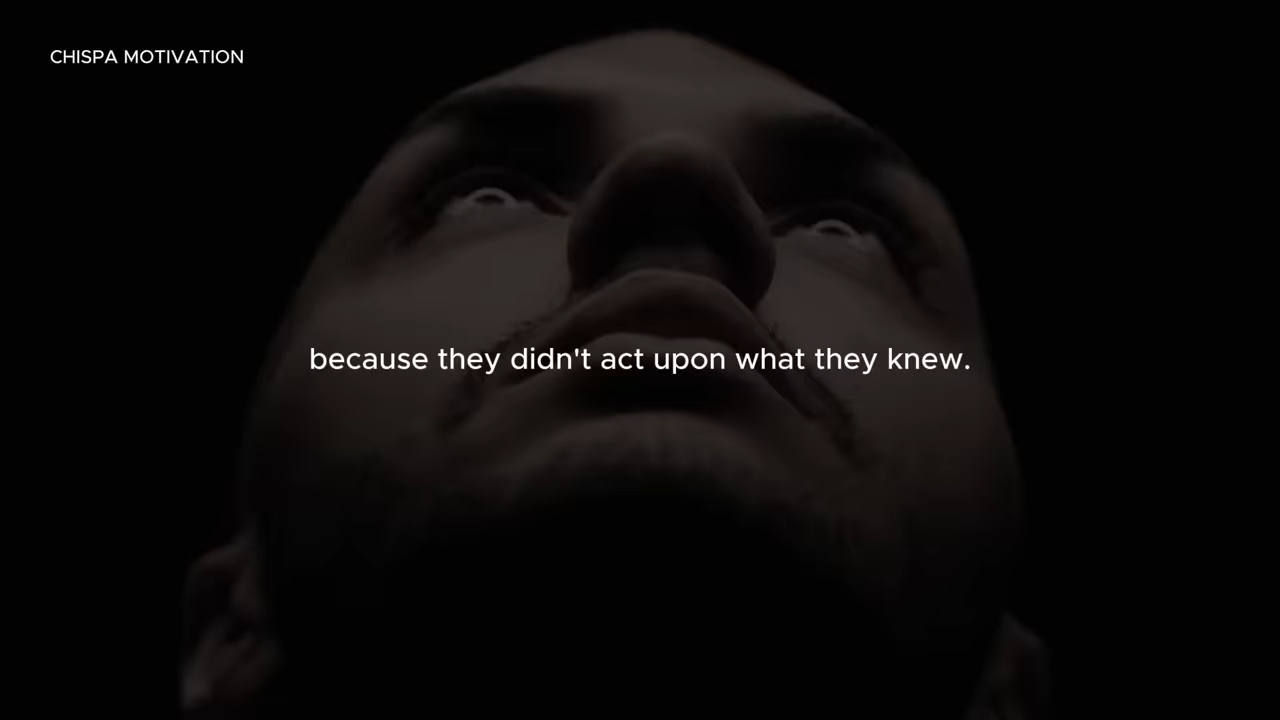 CHISPA MOTIVATION
because they didn't act upon what they knew.